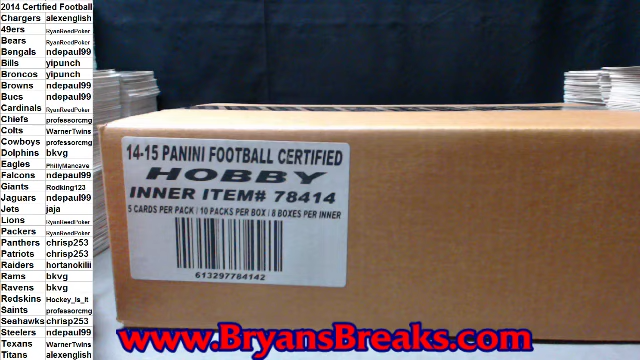 2014 Certified Football
Chargers alexenglish
49ers RyanReedPoker
Bears RyanReedPoker
Bengals ndepaul99
Bills yipunch
Broncos yipunch
Browns ndepaul99
Bucs ndepaul99
Cardinals RyanReedPoker
Chiefs professorcmg
Colts WarnerTwins
Cowboys professorcmg
Dolphins bkvg
Eagles PhillyMancave
Falcons ndepaul99
Giants Rodking123
Jaguars ndepaul99
Jets jaja
Lions RyanReedPoker
Packers RyanReedPoker
Panthers chrisp253
Patriots chrisp253
Raiders hortanokilii
Rams bkvg
Ravens bkvg
Redskins Hockey_Is_It
Saints professorcmg
Seahawks chrisp253
Steelers ndepaul99
Texans WarnerTwins
Titans alexenglish
14-15 PANINI FOOTBALL CERTIFIED
HOBBY
INNER ITEM# 78414
5 CARDS PER PACK / 10 PACKS PER BOX / 8 BOXES PER INNER
613297784142
www.BryansBreaks.com